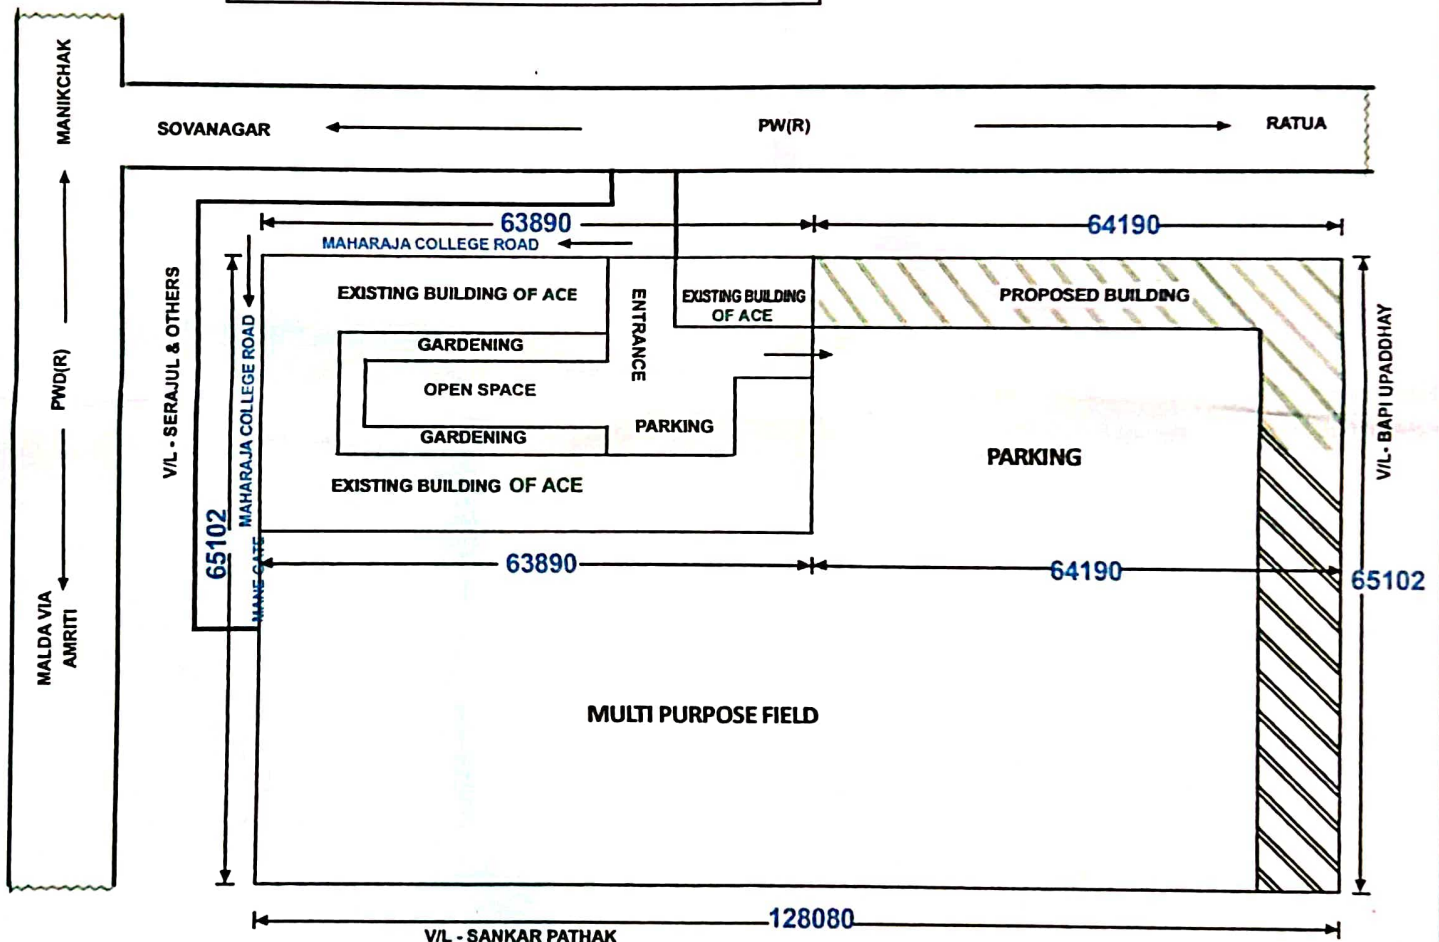 MANIKCHAK
PWD(R)
MALDA VIA
AMRITI
SOVANAGAR
PW(R)
RATUA
63890
64190
MAHARAJA COLLEGE ROAD
V/L - SERAJUL & OTHERS
MAHARAJA COLLEGE ROAD
65102
MANE GATE
EXISTING BUILDING OF ACE
ENTRANCE
EXISTING BUILDING
OF ACE
PROPOSED BUILDING
GARDENING
OPEN SPACE
GARDENING
PARKING
EXISTING BUILDING OF ACE
PARKING
V/L- BAPI UPADDHAY
63890
64190
65102
MULTI PURPOSE FIELD
128080
V/L - SANKAR PATHAK